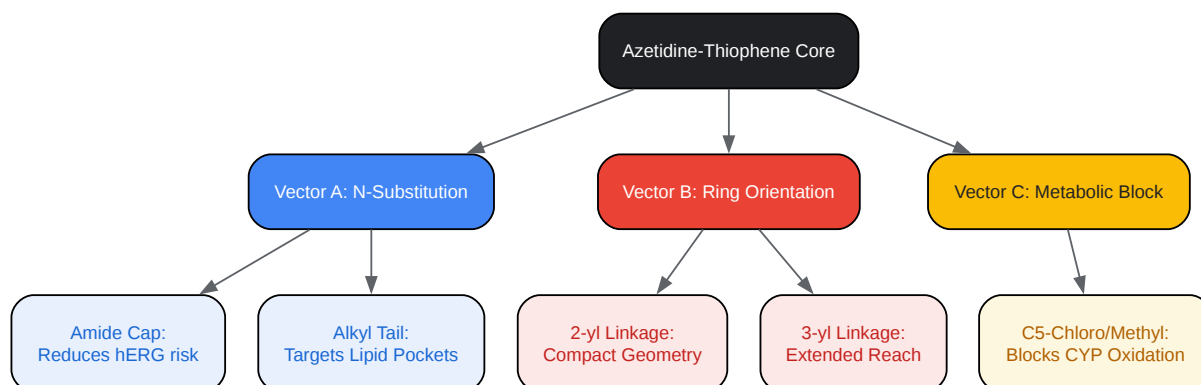 Azetidine-Thiophene Core
Vector A: N-Substitution
Vector B: Ring Orientation
Vector C: Metabolic Block
Amide Cap:
Reduces hERG risk
Alkyl Tail:
Targets Lipid Pockets
2-yl Linkage:
Compact Geometry
3-yl Linkage:
Extended Reach
C5-Chloro/Methyl:
Blocks CYP Oxidation